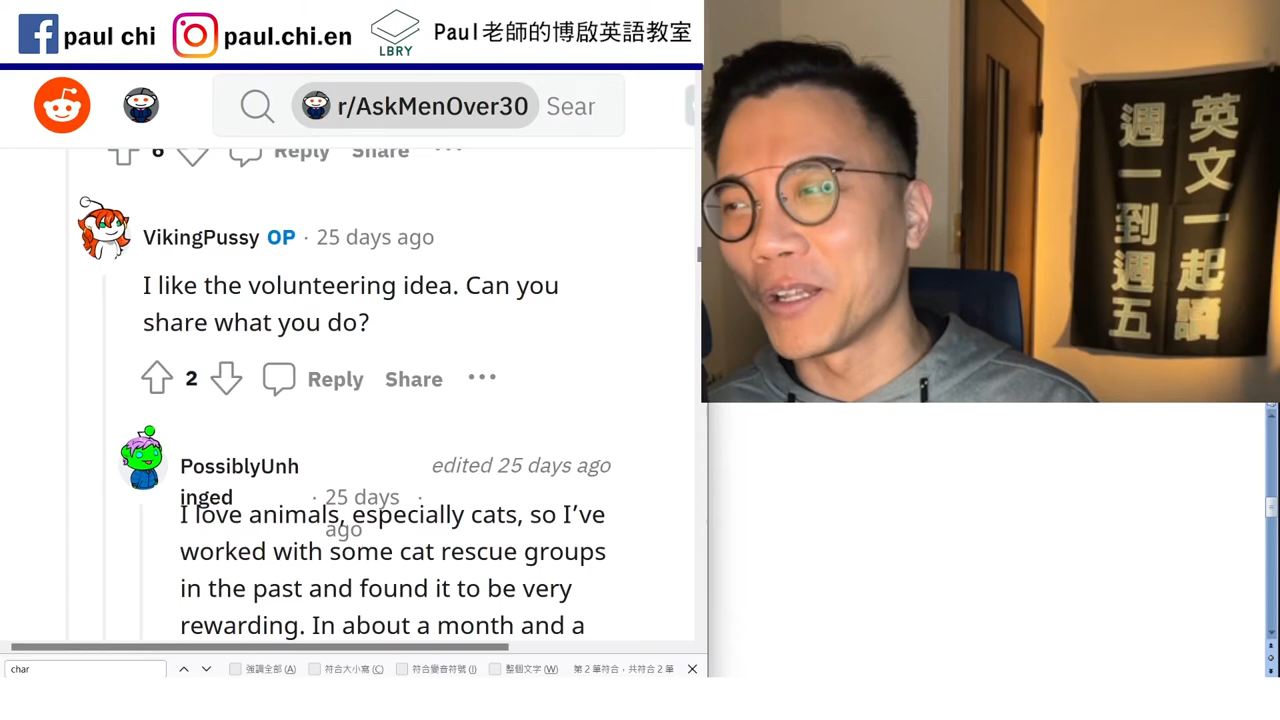 paul chi
paul.chi.en
LBRY
Paul老師的博啟英語教室
r/AskMenOver30
Sear
6
Reply
Share
VikingPussy OP · 25 days ago
I like the volunteering idea. Can you
share what you do?
2
Reply
Share
PossiblyUnh
inged
· 25 days
ago
·
edited 25 days ago
I love animals, especially cats, so I’ve
worked with some cat rescue groups
in the past and found it to be very
rewarding. In about a month and a
char
強調全部(A)
符合大小寫(C)
符合變音符號(I)
整個文字(W)
第 2 筆符合，共符合 2 筆
英文一起讀
週一到週五